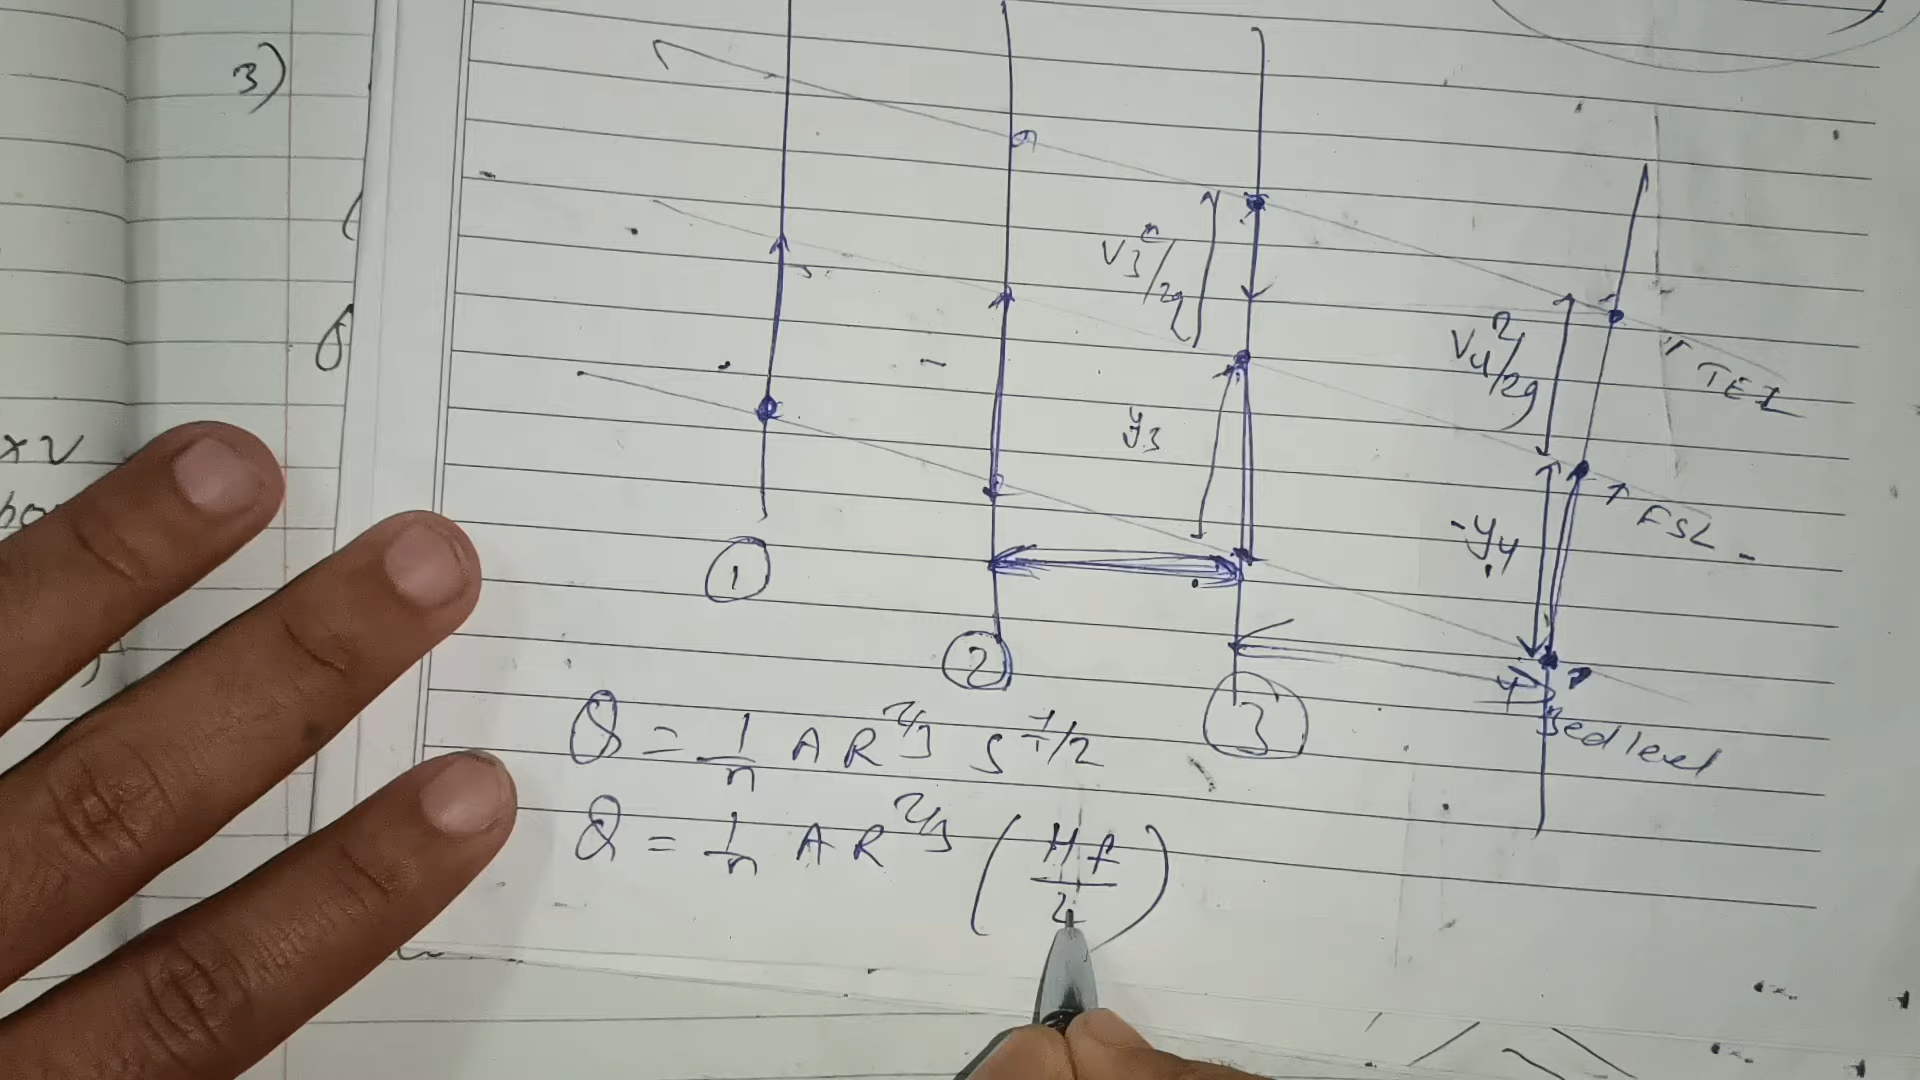 3)
V3²/2g
V4²/2g
TEL
y3
-y4
FSL
xv
1
2
3
4
Bed level
Q = 1/n A R^2/3 S^1/2
Q = 1/n A R^2/3 (Hf/L)